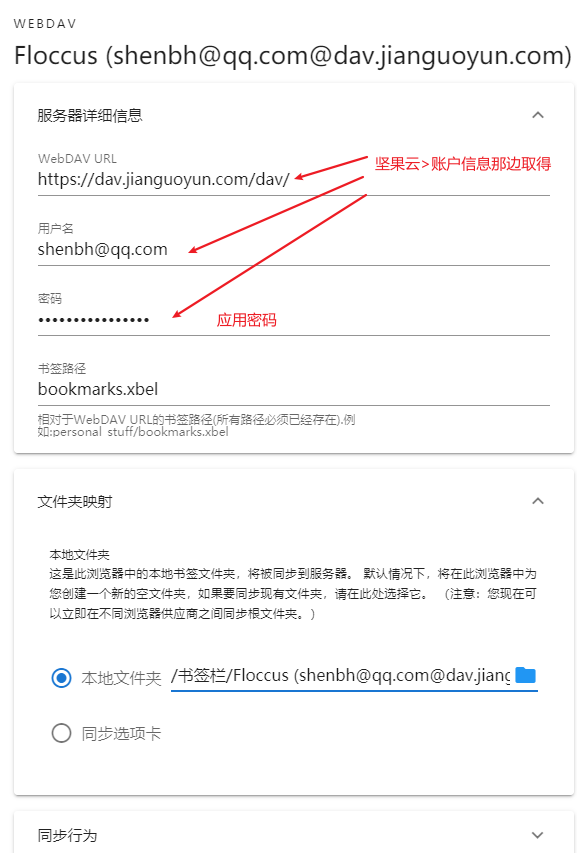 WEBDAV
Floccus (shenbh@qq.com@dav.jianguoyun.com)
服务器详细信息
WebDAV URL
https://dav.jianguoyun.com/dav/
坚果云>账户信息那边取得
用户名
shenbh@qq.com
密码
••••••••••••••••
应用密码
书签路径
bookmarks.xbel
相对于WebDAV URL的书签路径(所有路径必须已经存在).例
如:personal_stuff/bookmarks.xbel
文件夹映射
本地文件夹
这是此浏览器中的本地书签文件夹，将被同步到服务器。 默认情况下，将在此浏览器中为
您创建一个新的空文件夹，如果要同步现有文件夹，请在此处选择它。 （注意：您现在可
以立即在不同浏览器供应商之间同步根文件夹。）
本地文件夹 /书签栏/Floccus (shenbh@qq.com@dav.jiang
同步选项卡
同步行为